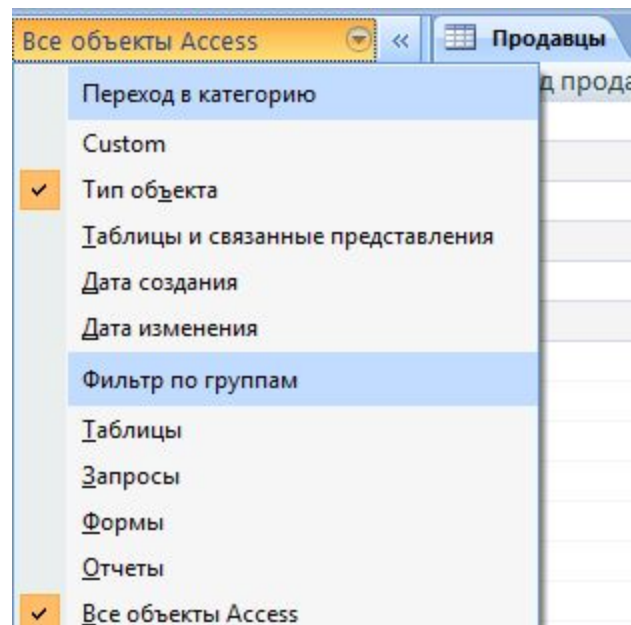 Все объекты Access « Продавцы
Переход в категорию
д прода
Custom
Тип объекта
Таблицы и связанные представления
Дата создания
Дата изменения
Фильтр по группам
Таблицы
Запросы
Формы
Отчеты
Все объекты Access